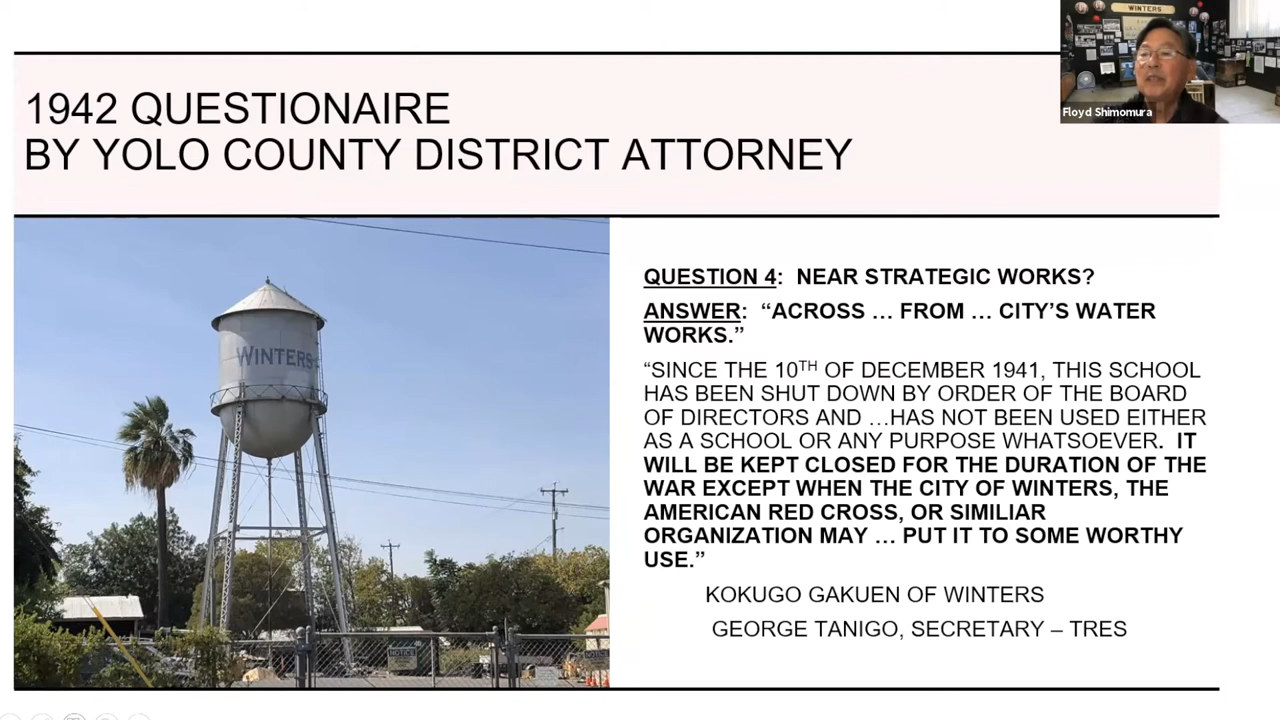 1942 QUESTIONAIRE
BY YOLO COUNTY DISTRICT ATTORNEY
WINTERS
Floyd Shimomura
WINTERS
QUESTION 4: NEAR STRATEGIC WORKS?
ANSWER: “ACROSS … FROM … CITY’S WATER
WORKS.”
“SINCE THE 10TH OF DECEMBER 1941, THIS SCHOOL
HAS BEEN SHUT DOWN BY ORDER OF THE BOARD
OF DIRECTORS AND …HAS NOT BEEN USED EITHER
AS A SCHOOL OR ANY PURPOSE WHATSOEVER. IT
WILL BE KEPT CLOSED FOR THE DURATION OF THE
WAR EXCEPT WHEN THE CITY OF WINTERS, THE
AMERICAN RED CROSS, OR SIMILIAR
ORGANIZATION MAY … PUT IT TO SOME WORTHY
USE.”
KOKUGO GAKUEN OF WINTERS
GEORGE TANIGO, SECRETARY – TRES
NOTICE